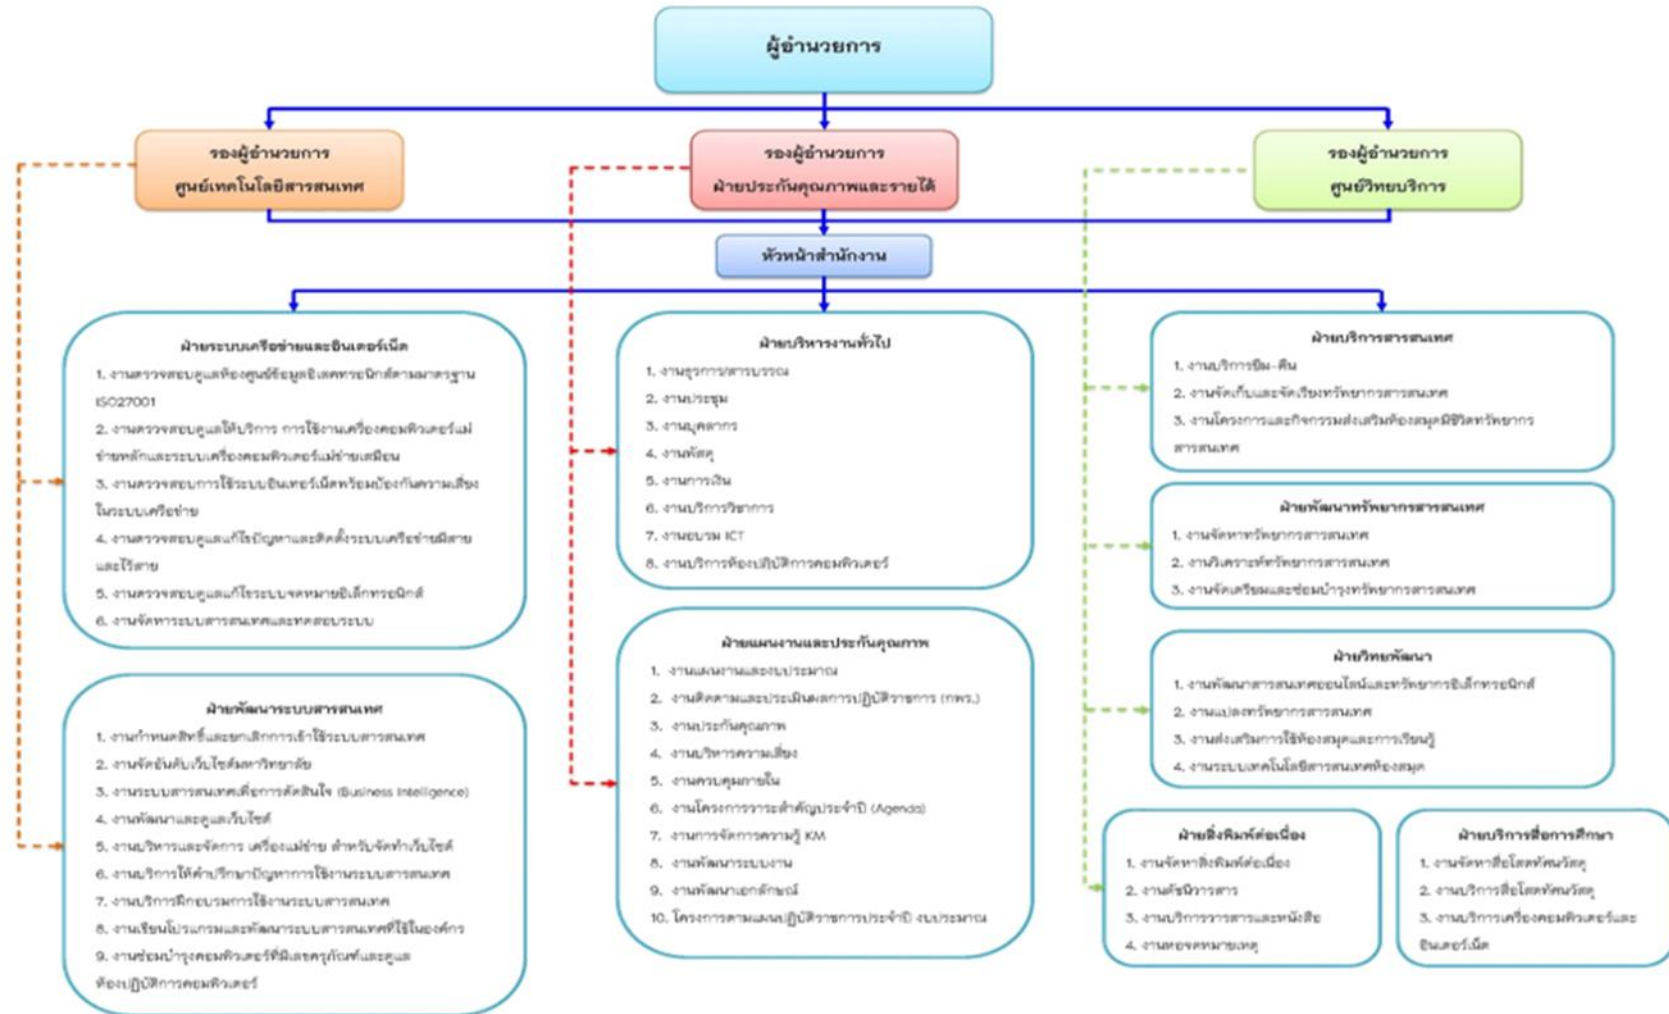 ผู้อำนวยการ
รองผู้อำนวยการ
ศูนย์เทคโนโลยีสารสนเทศ
รองผู้อำนวยการ
ฝ่ายประกันคุณภาพและรายได้
รองผู้อำนวยการ
ศูนย์วิทยบริการ
หัวหน้าสำนักงาน
ฝ่ายระบบเครือข่ายและอินเตอร์เน็ต
1. งานตรวจสอบดูแลห้องศูนย์ข้อมูลอิเลคทรอนิกส์ตามมาตรฐาน
ISO27001
2. งานตรวจสอบดูแลให้บริการ การใช้งานเครื่องคอมพิวเตอร์แม่
ข่ายหลักและระบบเครื่องคอมพิวเตอร์แม่ข่ายเสมือน
3. งานตรวจสอบการใช้ระบบอินเทอร์เน็ตพร้อมป้องกันความเสี่ยง
ในระบบเครือข่าย
4. งานตรวจสอบดูแลแก้ไขปัญหาและติดตั้งระบบเครือข่ายมีสาย
และไร้สาย
5. งานตรวจสอบดูแลแก้ไขระบบจดหมายอิเล็กทรอนิกส์
6. งานจัดหาระบบสารสนเทศและทดสอบระบบ
ฝ่ายพัฒนาระบบสารสนเทศ
1. งานกำหนดสิทธิ์และยกเลิกการเข้าใช้ระบบสารสนเทศ
2. งานจัดอันดับเว็บไซต์มหาวิทยาลัย
3. งานระบบสารสนเทศเพื่อการตัดสินใจ (Business Intelligence)
4. งานพัฒนาและดูแลเว็บไซต์
5. งานบริหารและจัดการ เครื่องแม่ข่าย สำหรับจัดทำเว็บไซต์
6. งานบริการให้คำปรึกษาปัญหาการใช้งานระบบสารสนเทศ
7. งานบริการฝึกอบรมการใช้งานระบบสารสนเทศ
8. งานเขียนโปรแกรมและพัฒนาระบบสารสนเทศที่ใช้ในองค์กร
9. งานซ่อมบำรุงคอมพิวเตอร์ที่มีเลขครุภัณฑ์และดูแล
ห้องปฏิบัติการคอมพิวเตอร์
ฝ่ายบริหารงานทั่วไป
1. งานธุรการ/สารบรรณ
2. งานประชุม
3. งานบุคลากร
4. งานพัสดุ
5. งานการเงิน
6. งานบริการวิชาการ
7. งานอบรม ICT
8. งานบริการห้องปฏิบัติการคอมพิวเตอร์
ฝ่ายแผนงานและประกันคุณภาพ
1. งานแผนงานและงบประมาณ
2. งานติดตามและประเมินผลการปฏิบัติราชการ (กพร.)
3. งานประกันคุณภาพ
4. งานบริหารความเสี่ยง
5. งานควบคุมภายใน
6. งานโครงการวาระสำคัญประจำปี (Agenda)
7. งานการจัดการความรู้ KM
8. งานพัฒนาระบบงาน
9. งานพัฒนาเอกลักษณ์
10. โครงการตามแผนปฏิบัติราชการประจำปี งบประมาณ
ฝ่ายบริการสารสนเทศ
1. งานบริการยืม-คืน
2. งานจัดเก็บและจัดเรียงทรัพยากรสารสนเทศ
3. งานโครงการและกิจกรรมส่งเสริมห้องสมุดมีชีวิตทรัพยากร
สารสนเทศ
ฝ่ายพัฒนาทรัพยากรสารสนเทศ
1. งานจัดหาทรัพยากรสารสนเทศ
2. งานวิเคราะห์ทรัพยากรสารสนเทศ
3. งานจัดเตรียมและซ่อมบำรุงทรัพยากรสารสนเทศ
ฝ่ายวิทยพัฒนา
1. งานพัฒนาสารสนเทศออนไลน์และทรัพยากรอิเล็กทรอนิกส์
2. งานแปลงทรัพยากรสารสนเทศ
3. งานส่งเสริมการใช้ห้องสมุดและการเรียนรู้
4. งานระบบเทคโนโลยีสารสนเทศห้องสมุด
ฝ่ายสิ่งพิมพ์ต่อเนื่อง
1. งานจัดหาสิ่งพิมพ์ต่อเนื่อง
2. งานดัชนีวารสาร
3. งานบริการวารสารและหนังสือ
4. งานหอจดหมายเหตุ
ฝ่ายบริการสื่อการศึกษา
1. งานจัดหาสื่อโสตทัศนวัสดุ
2. งานบริการสื่อโสตทัศนวัสดุ
3. งานบริการเครื่องคอมพิวเตอร์และ
อินเตอร์เน็ต